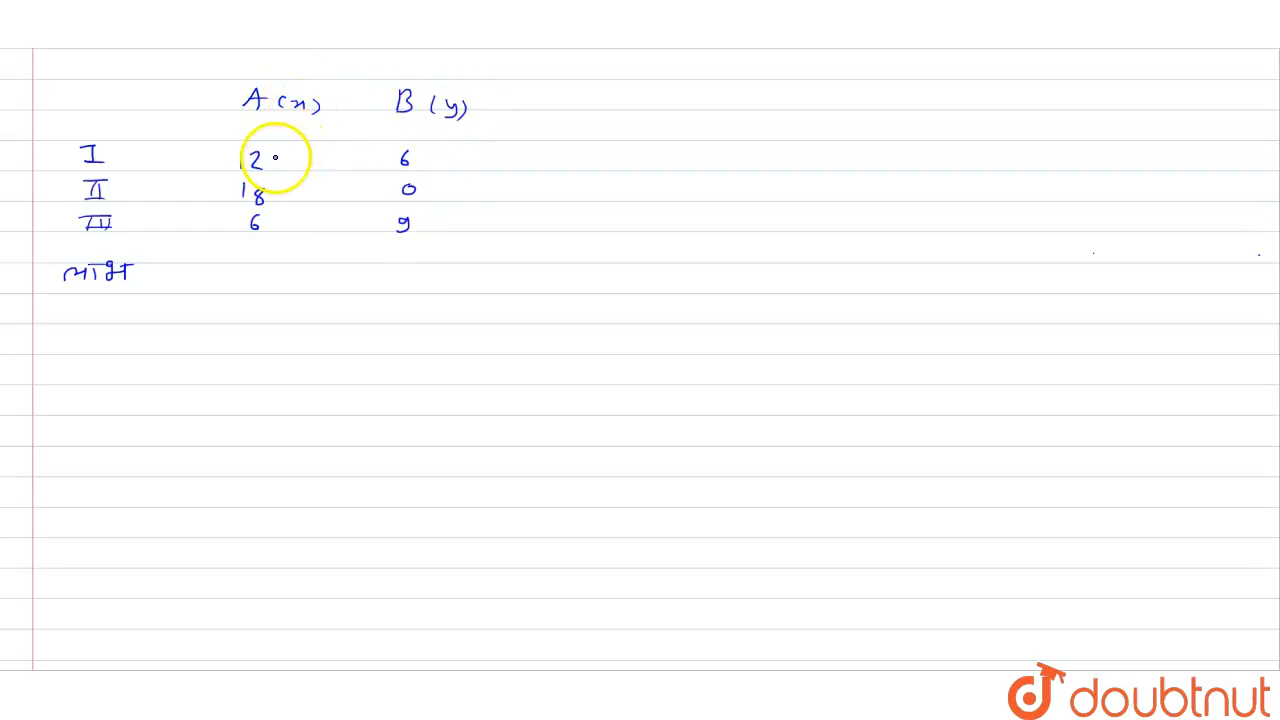 A (x) B (y)
I 12 6
II 18 0
III 6 9
लाभ
doubtnut